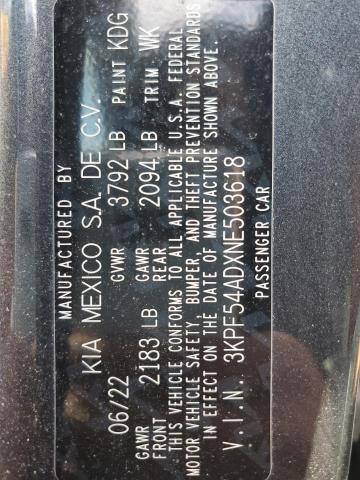 MANUFACTURED BY
KIA MEXICO S.A. DE C.V.
06/22 GVWR 3792 LB PAINT KDG
GAWR FRONT 2183 LB GAWR REAR 2094 LB TRIM WK
THIS VEHICLE CONFORMS TO ALL APPLICABLE U.S.A. FEDERAL
MOTOR VEHICLE SAFETY, BUMPER, AND THEFT PREVENTION STANDARDS
IN EFFECT ON THE DATE OF MANUFACTURE SHOWN ABOVE.
V.I.N. 3KPF54ADXNE503618
PASSENGER CAR